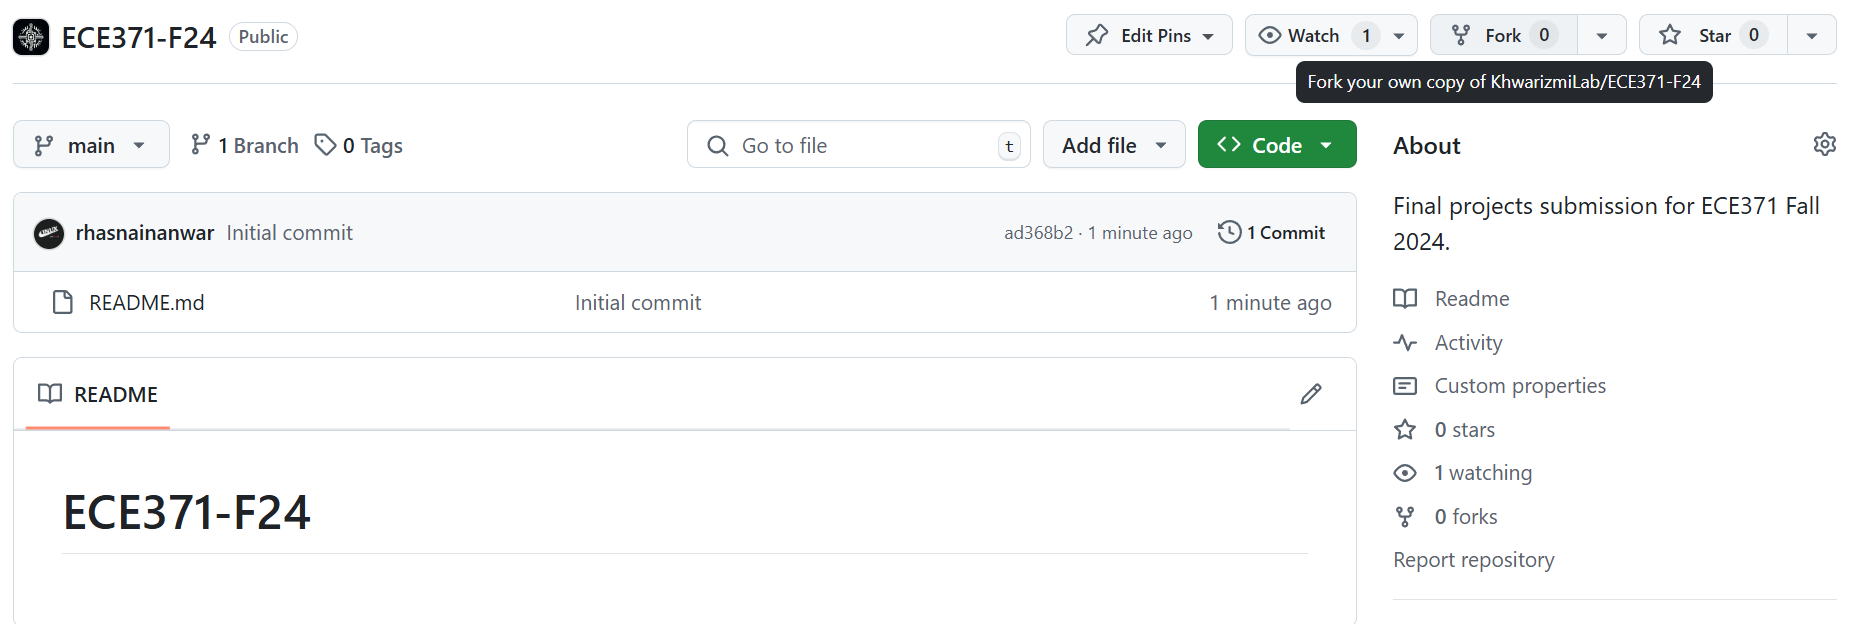 ECE371-F24 Public Edit Pins Watch 1 Fork 0 Star 0
Fork your own copy of KhwarizmiLab/ECE371-F24
main 1 Branch 0 Tags Go to file t Add file Code
rhasnainanwar Initial commit ad368b2 · 1 minute ago 1 Commit
README.md Initial commit 1 minute ago
README
ECE371-F24
About
Final projects submission for ECE371 Fall
2024.
Readme
Activity
Custom properties
0 stars
1 watching
0 forks
Report repository